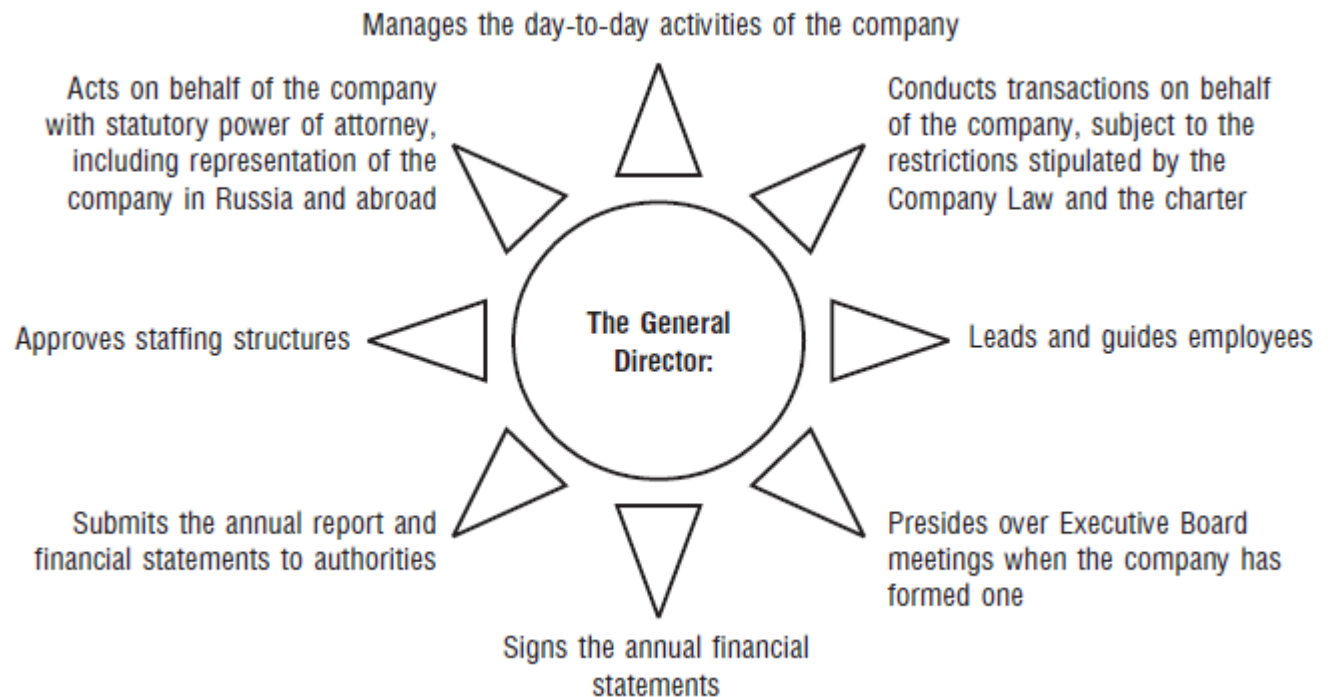 Manages the day-to-day activities of the company
Acts on behalf of the company
with statutory power of attorney,
including representation of the
company in Russia and abroad
Conducts transactions on behalf
of the company, subject to the
restrictions stipulated by the
Company Law and the charter
Approves staffing structures
The General
Director:
Leads and guides employees
Submits the annual report and
financial statements to authorities
Presides over Executive Board
meetings when the company has
formed one
Signs the annual financial
statements